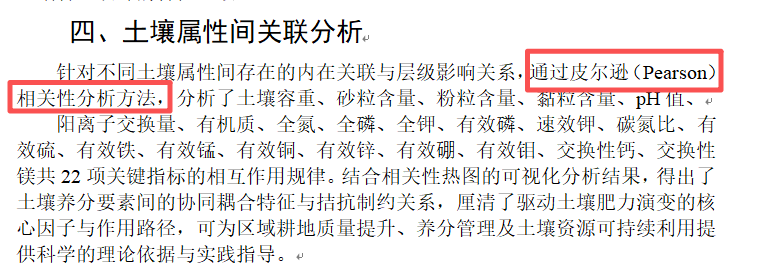 四、土壤属性间关联分析
针对不同土壤属性间存在的内在关联与层级影响关系，通过皮尔逊（Pearson）
相关性分析方法，分析了土壤容重、砂粒含量、粉粒含量、黏粒含量、pH 值、
阳离子交换量、有机质、全氮、全磷、全钾、有效磷、速效钾、碳氮比、有
效硫、有效铁、有效锰、有效铜、有效锌、有效硼、有效钼、交换性钙、交换性
镁共 22 项关键指标的相互作用规律。结合相关性热图的可视化分析结果，得出了
土壤养分要素间的协同耦合特征与拮抗制约关系，厘清了驱动土壤肥力演变的核
心因子与作用路径，可为区域耕地质量提升、养分管理及土壤资源可持续利用提
供科学的理论依据与实践指导。